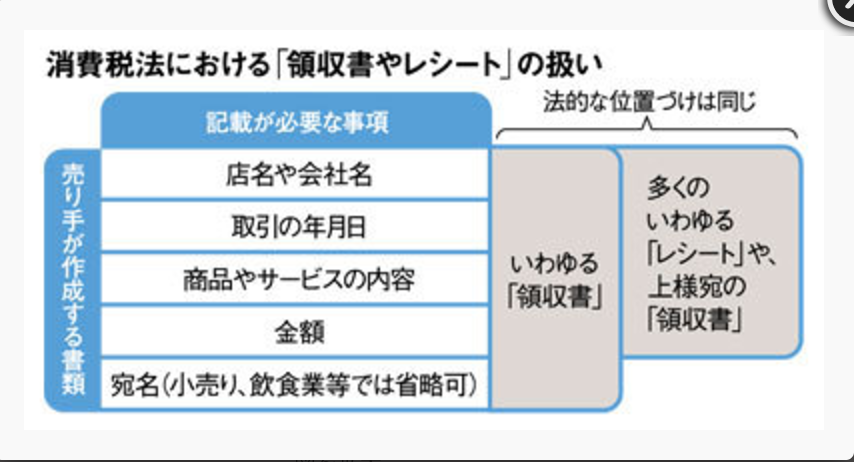 消費税法における「領収書やレシート」の扱い
法的な位置づけは同じ
記載が必要な事項
売り手が作成する書類
店名や会社名
取引の年月日
商品やサービスの内容
金額
宛名(小売り、飲食業等では省略可)
いわゆる
「領収書」
多くの
いわゆる
「レシート」や、
上様宛の
「領収書」